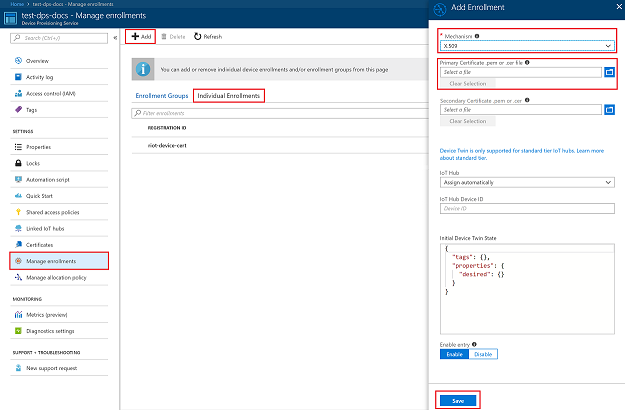 Home > test-dps-docs - Manage enrollments
test-dps-docs - Manage enrollments
Device Provisioning Service
Search (Ctrl+/)
Overview
Activity log
Access control (IAM)
Tags
SETTINGS
Properties
Locks
Automation script
Quick Start
Shared access policies
Linked IoT hubs
Certificates
Manage enrollments
Manage allocation policy
MONITORING
Metrics (preview)
Diagnostics settings
SUPPORT + TROUBLESHOOTING
New support request
Add Delete Refresh
You can add or remove individual device enrollments and/or enrollment groups from this page
Enrollment Groups Individual Enrollments
Filter enrollments
REGISTRATION ID
riot-device-cert
Add Enrollment
* Mechanism
X.509
Primary Certificate .pem or .cer file
Select a file
Clear Selection
Secondary Certificate .pem or .cer
Select a file
Clear Selection
Device Twin is only supported for standard tier IoT hubs. Learn more
about standard tier.
IoT Hub
Assign automatically
IoT Hub Device ID
Device ID
Initial Device Twin State
{
"tags": {},
"properties": {
"desired": {}
}
}
Enable entry
Enable Disable
Save